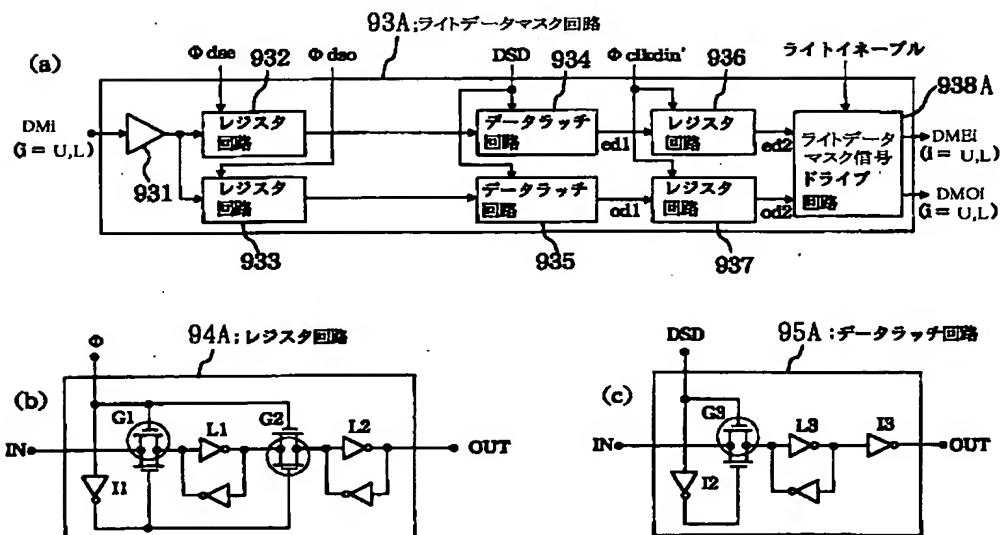 93A;ライトデータマスク回路
(a)
Φdse
932
Φdso
DSD
934
Φclkdin'
936
ライトイネーブル
938A
DMi
(i= U,L)
931
レジスタ
回路
データラッチ
回路
ed1
レジスタ
回路
ed2
ライトデータ
マスク信号
ドライブ
回路
DMEi
(i= U,L)
DMOi
(i= U,L)
レジスタ
回路
データラッチ
回路
od1
レジスタ
回路
od2
933
935
937
94A;レジスタ回路
(b)
Φ
G1
L1
G2
L2
IN
OUT
I1
95A;データラッチ回路
(c)
DSD
G3
L3
I3
IN
OUT
I2